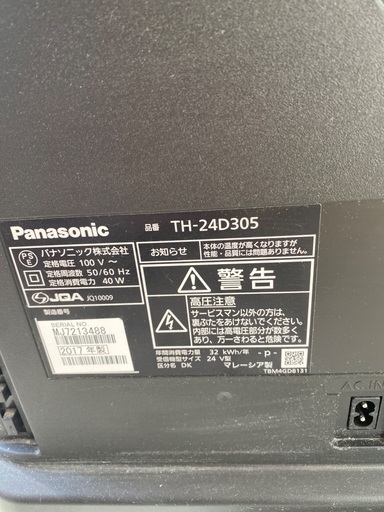 Panasonic 品番 TH-24D305
パナソニック株式会社
定格電圧 100 V ～
定格周波数 50/60 Hz
定格消費電力 40 W
お知らせ
本体の温度が高くなりますが
性能・品質には問題ありません。
JQA JQ10009
製造番号
SERIAL NO
MJ7213488
2017 年製
警告
高圧注意
サービスマン以外の方は、
裏ぶたをあけないでください。
内部には高電圧部分が数多く
あり、万一さわると危険です。
年間消費電力量 32 kWh/年 - P -
受信機型サイズ 24 V型
区分名 DK マレーシア製
TBM4GD8131
AC IN